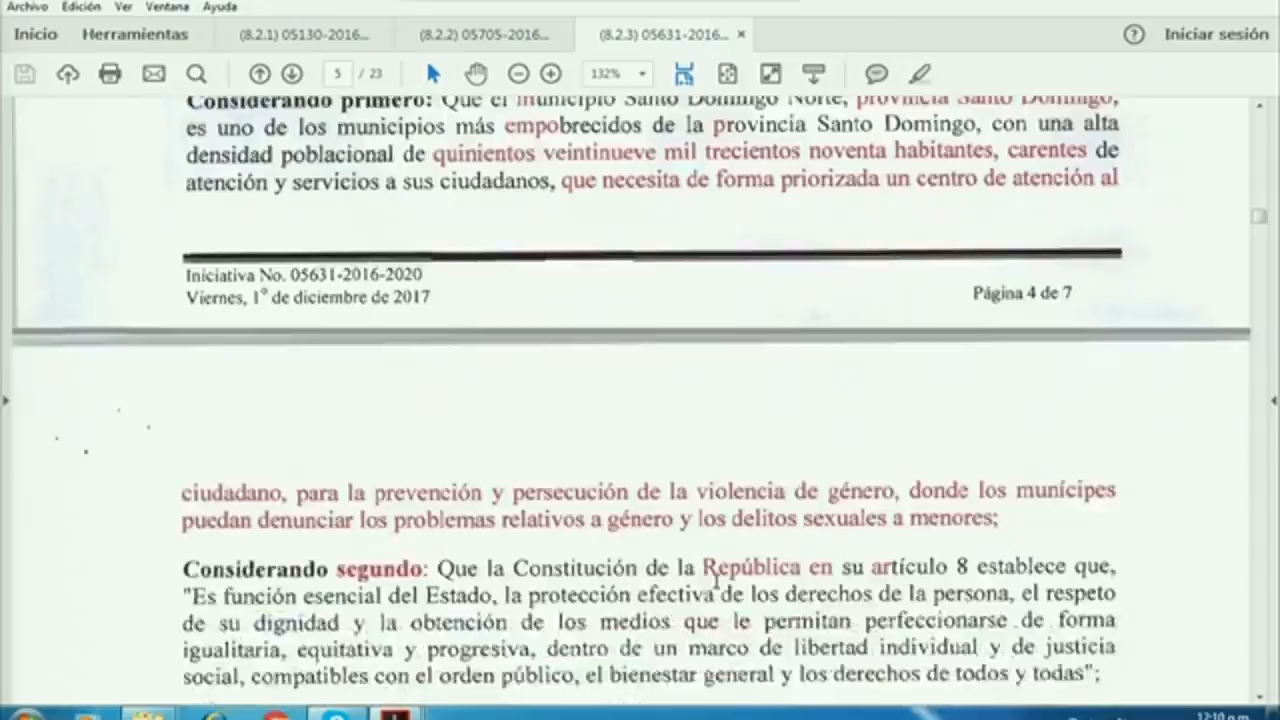 Archivo Edición Ver Ventana Ayuda
Inicio Herramientas (8.2.1) 05130-2016... (8.2.2) 05705-2016... (8.2.3) 05631-2016... × Iniciar sesión
5 / 23 132%
Considerando primero: Que el municipio Santo Domingo Norte, provincia Santo Domingo,
es uno de los municipios más empobrecidos de la provincia Santo Domingo, con una alta
densidad poblacional de quinientos veintinueve mil trecientos noventa habitantes, carentes de
atención y servicios a sus ciudadanos, que necesita de forma priorizada un centro de atención al
Iniciativa No. 05631-2016-2020
Viernes, 1° de diciembre de 2017
Página 4 de 7
ciudadano, para la prevención y persecución de la violencia de género, donde los munícipes
puedan denunciar los problemas relativos a género y los delitos sexuales a menores;
Considerando segundo: Que la Constitución de la República en su artículo 8 establece que,
"Es función esencial del Estado, la protección efectiva de los derechos de la persona, el respeto
de su dignidad y la obtención de los medios que le permitan perfeccionarse de forma
igualitaria, equitativa y progresiva, dentro de un marco de libertad individual y de justicia
social, compatibles con el orden público, el bienestar general y los derechos de todos y todas";
12:10 p.m.